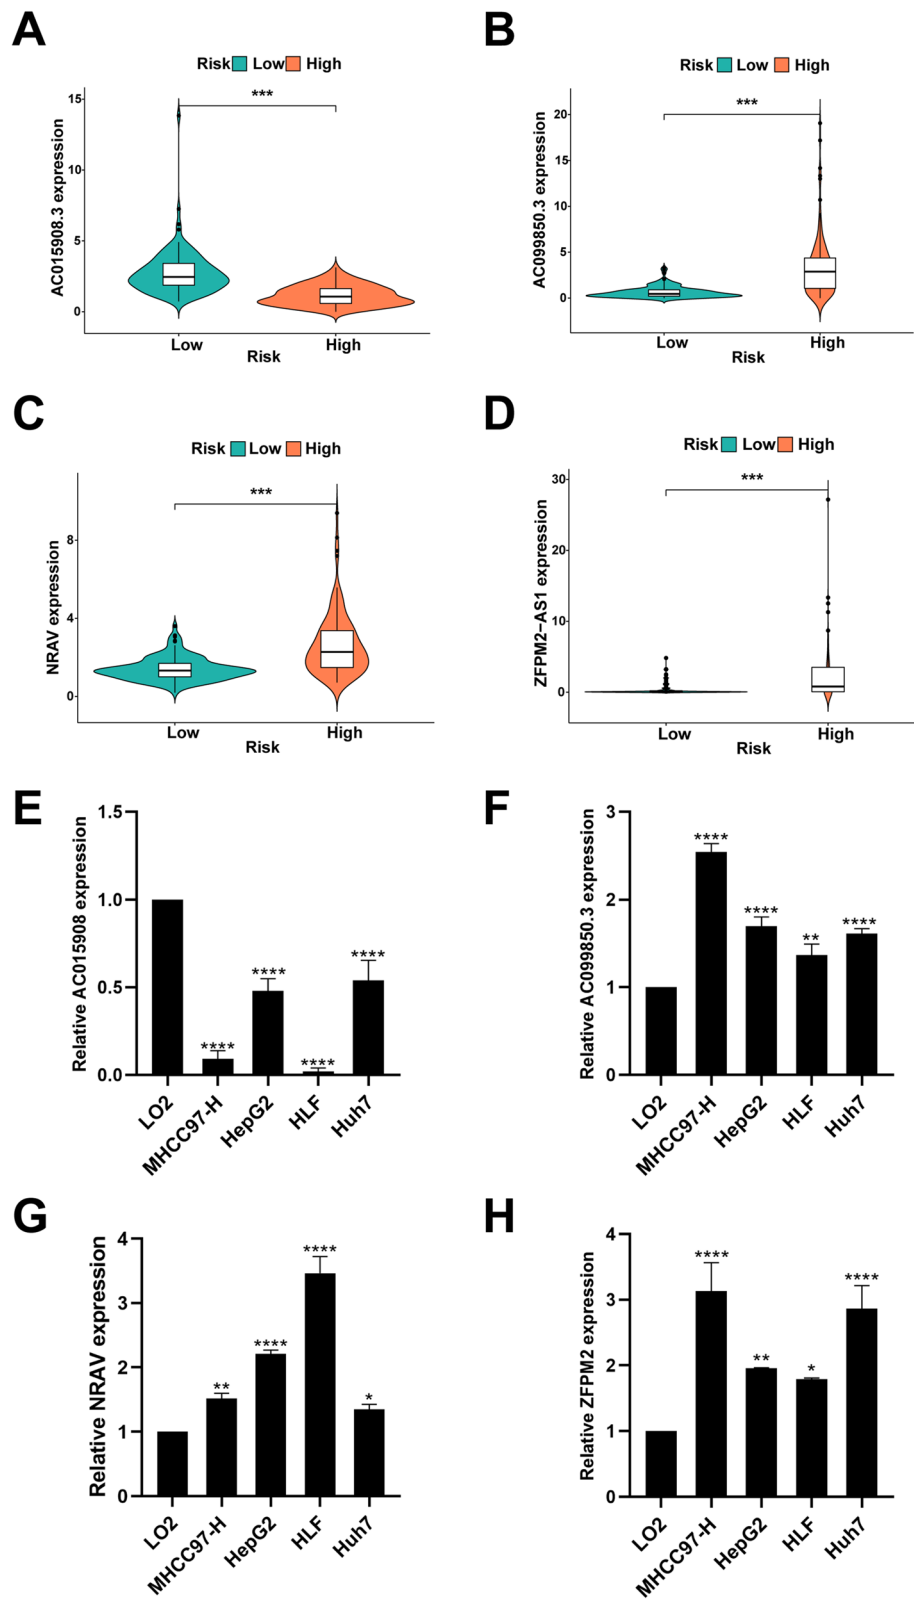 A
Risk Low High
AC015908.3 expression
***
15
10
5
0
Low High
Risk
B
Risk Low High
AC099850.3 expression
***
20
15
10
5
0
Low High
Risk
C
Risk Low High
NRAV expression
***
8
4
0
Low High
Risk
D
Risk Low High
ZFPM2−AS1 expression
***
30
20
10
0
Low High
Risk
E
Relative AC015908 expression
1.5
1.0
0.5
0.0
**** **** **** ****
LO2 MHCC97-H HepG2 HLF Huh7
F
Relative AC099850.3 expression
3
2
1
0
**** **** ** ****
LO2 MHCC97-H HepG2 HLF Huh7
G
Relative NRAV expression
4
3
2
1
0
** **** **** *
LO2 MHCC97-H HepG2 HLF Huh7
H
Relative ZFPM2 expression
4
3
2
1
0
**** ** * ****
LO2 MHCC97-H HepG2 HLF Huh7